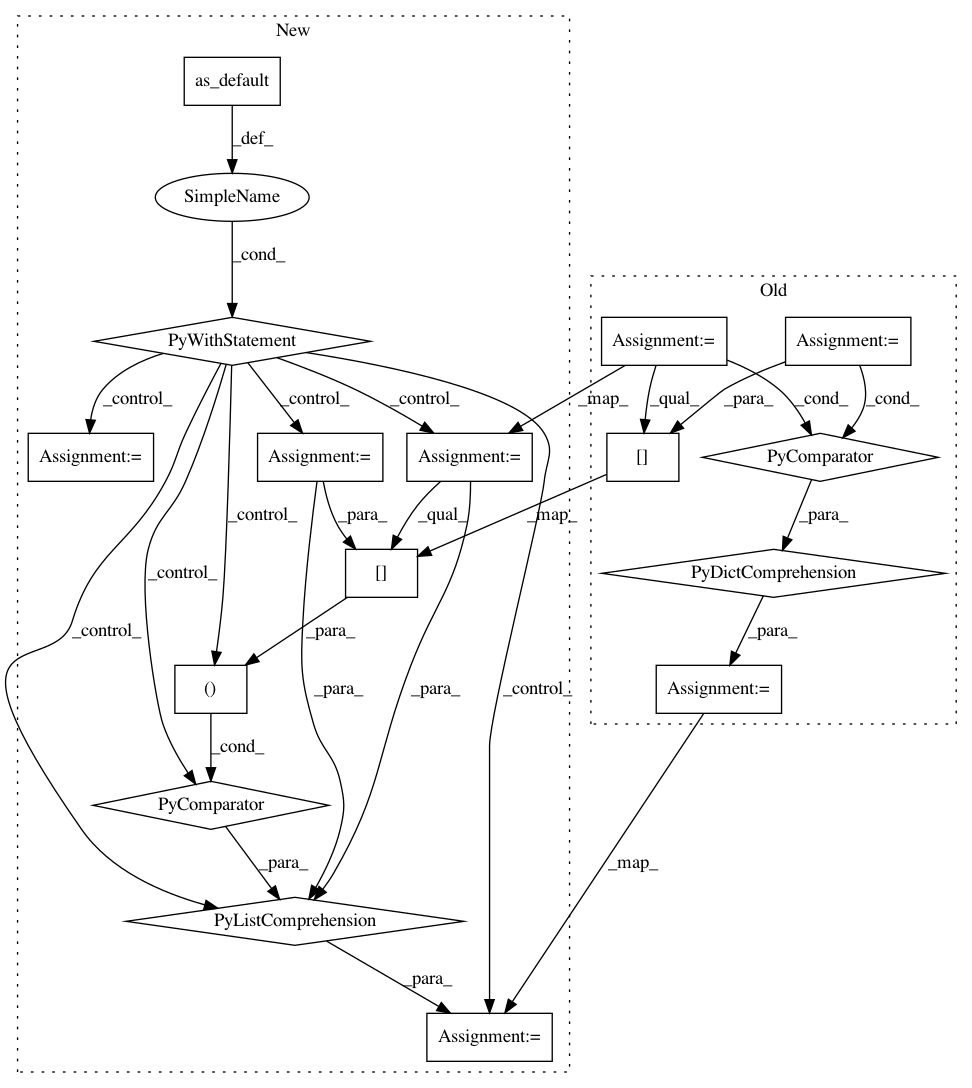 New
as_default
_def_
SimpleName
_cond_
Old
PyWithStatement
Assignment:=
Assignment:=
_control_
_control_
_control_
_map_
_qual_
_para_
_cond_
_cond_
Assignment:=
Assignment:=
Assignment:=
[]
PyComparator
_control_
_para_
_qual_
_map_
_para_
_control_
[]
PyDictComprehension
_control_
_para_
_para_
()
_para_
_para_
_control_
Assignment:=
_cond_
PyComparator
_para_
_map_
PyListComprehension
_para_
Assignment:=